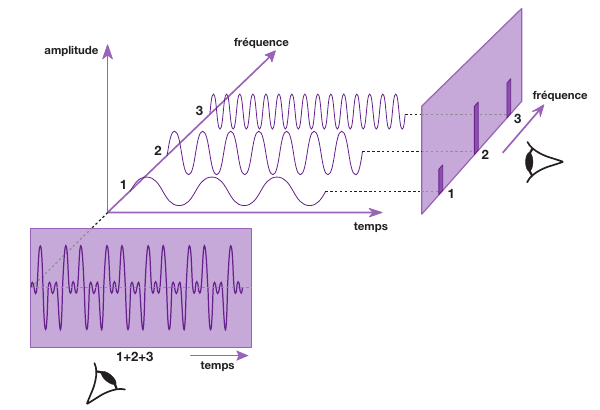 amplitude
fréquence
3
2
1
temps
fréquence
3
2
1
1+2+3
temps